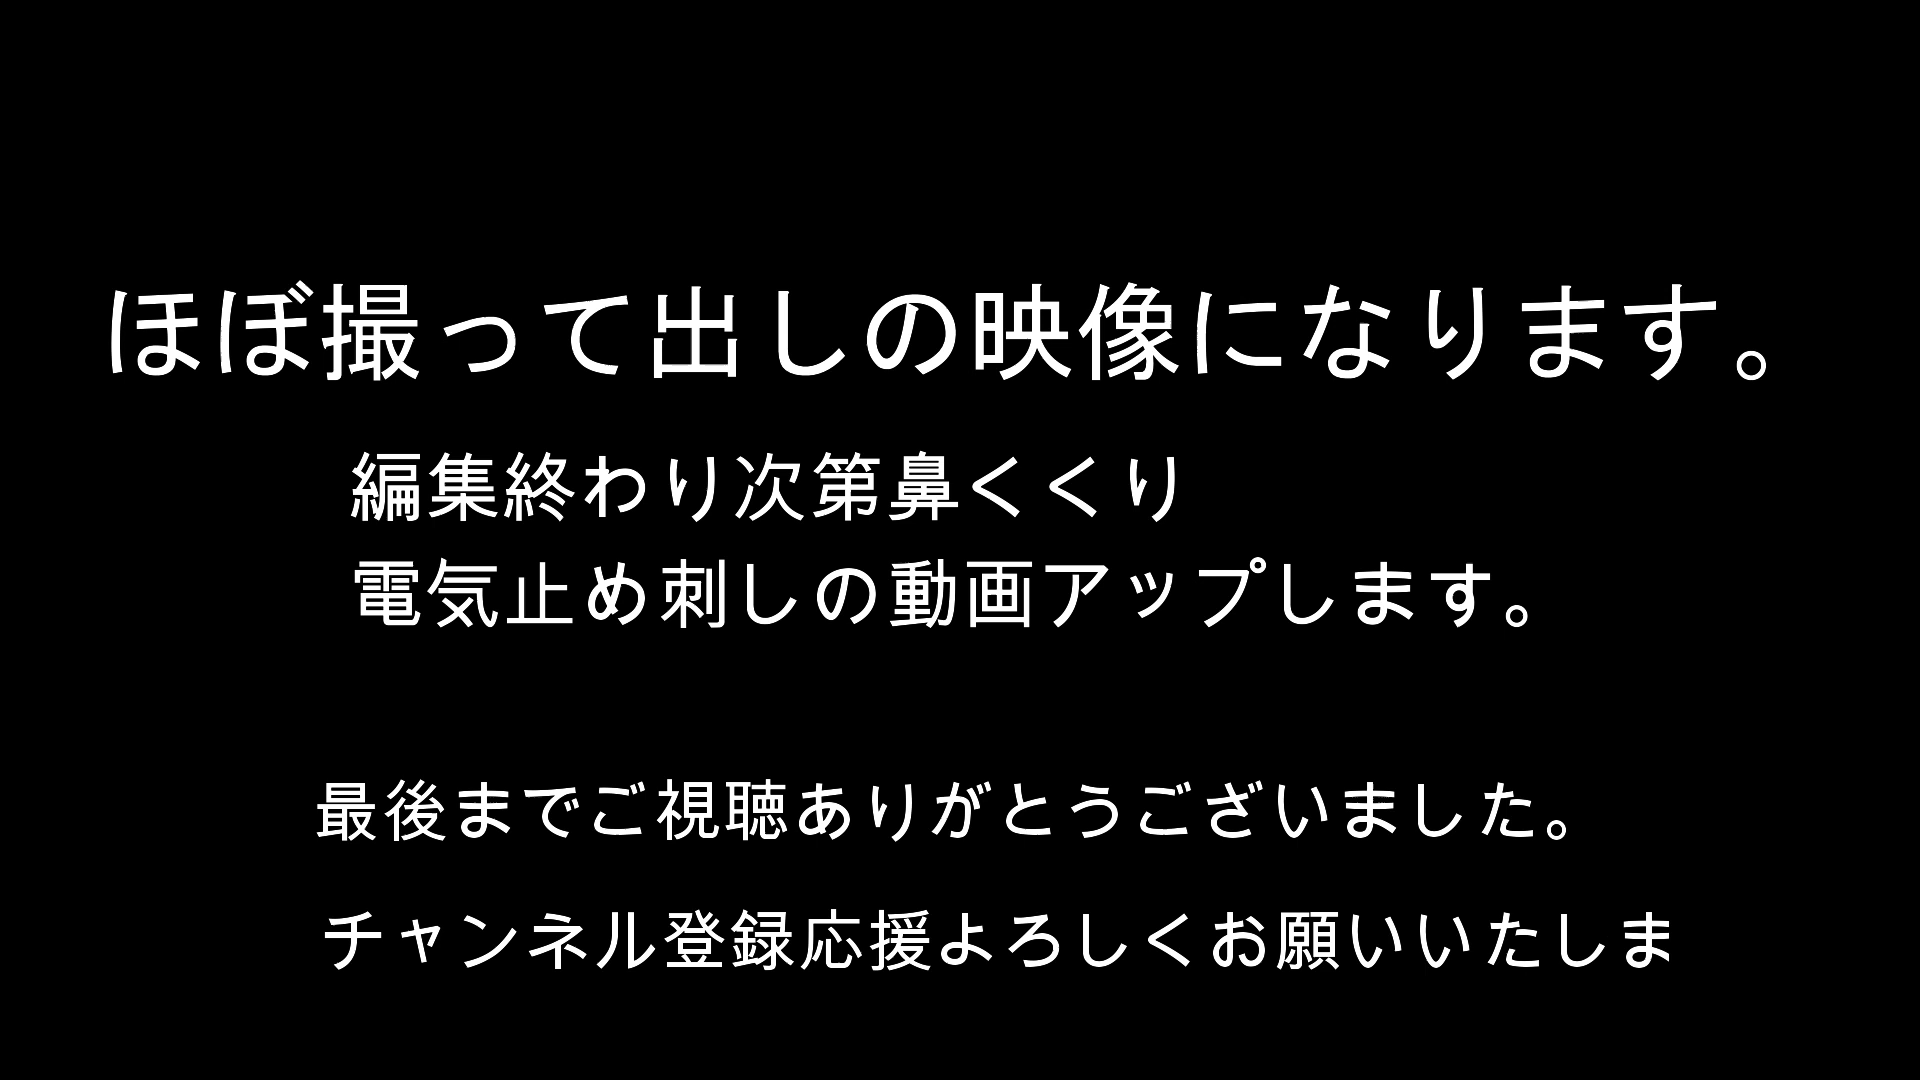 ほぼ撮って出しの映像になります。
編集終わり次第鼻くくり
電気止め刺しの動画アップします。
最後までご視聴ありがとうございました。
チャンネル登録応援よろしくお願いいたしま